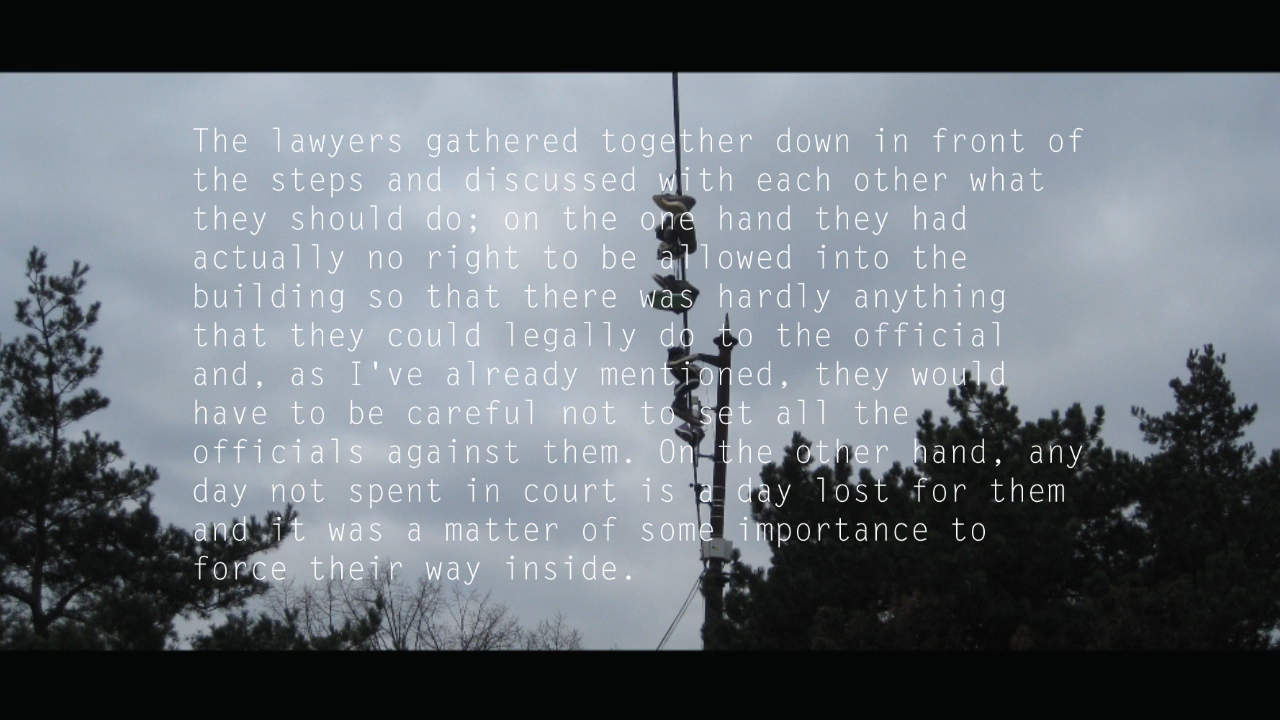 The lawyers gathered together down in front of
the steps and discussed with each other what
they should do; on the one hand they had
actually no right to be allowed into the
building so that there was hardly anything
that they could legally do to the official
and, as I've already mentioned, they would
have to be careful not to set all the
officials against them. On the other hand, any
day not spent in court is a day lost for them
and it was a matter of some importance to
force their way inside.